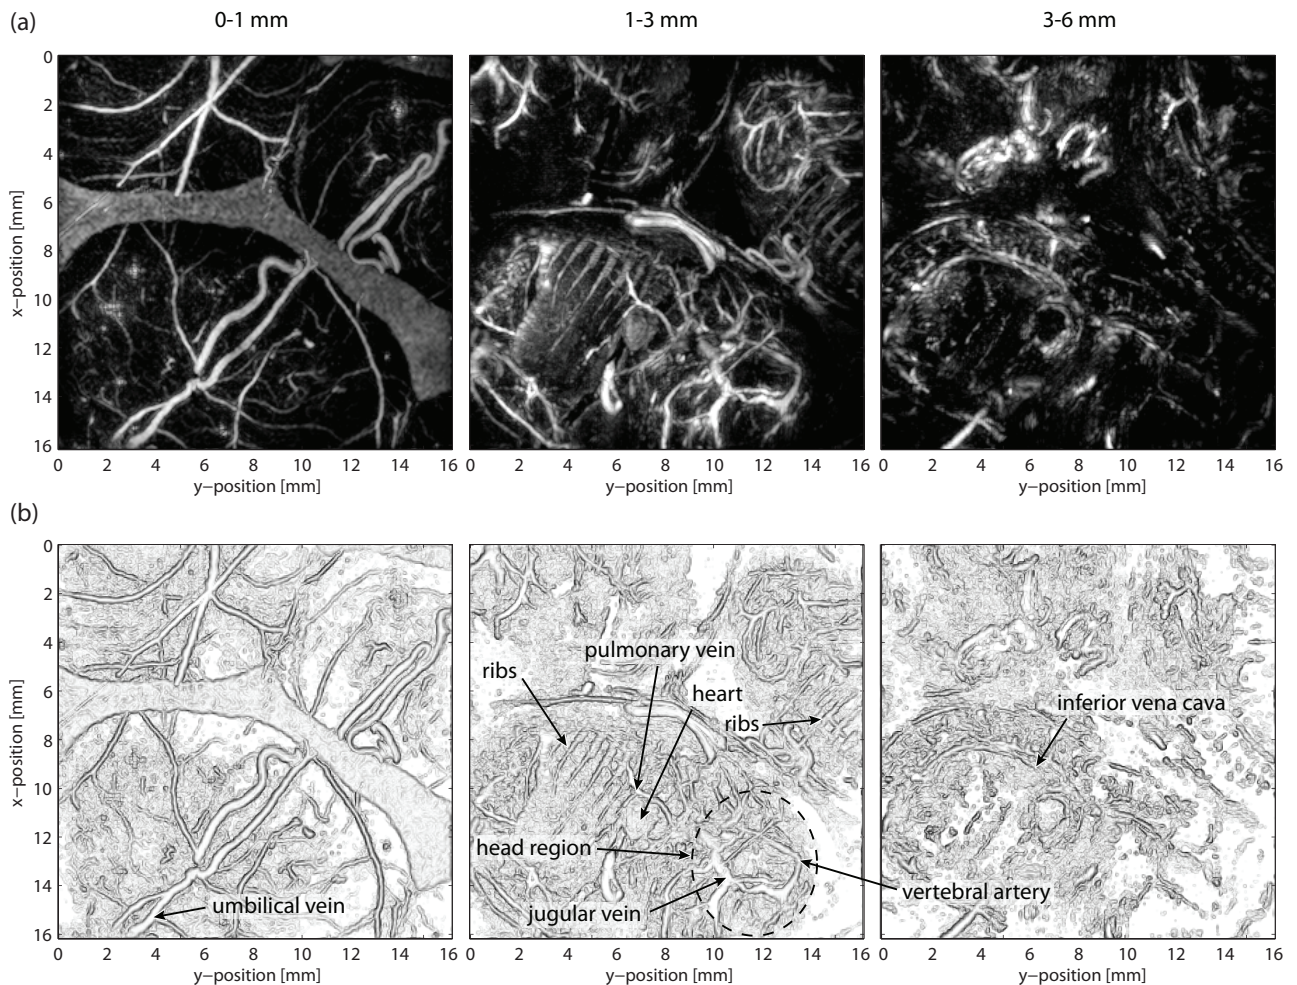 (a)
0-1 mm
1-3 mm
3-6 mm
0
2
4
6
8
10
12
14
16
x−position [mm]
0 2 4 6 8 10 12 14 16
0 2 4 6 8 10 12 14 16
0 2 4 6 8 10 12 14 16
y−position [mm]
y−position [mm]
y−position [mm]
(b)
0
2
4
6
8
10
12
14
16
x−position [mm]
umbilical vein
pulmonary vein
ribs
heart
ribs
head region
jugular vein
inferior vena cava
vertebral artery
0 2 4 6 8 10 12 14 16
0 2 4 6 8 10 12 14 16
0 2 4 6 8 10 12 14 16
y−position [mm]
y−position [mm]
y−position [mm]